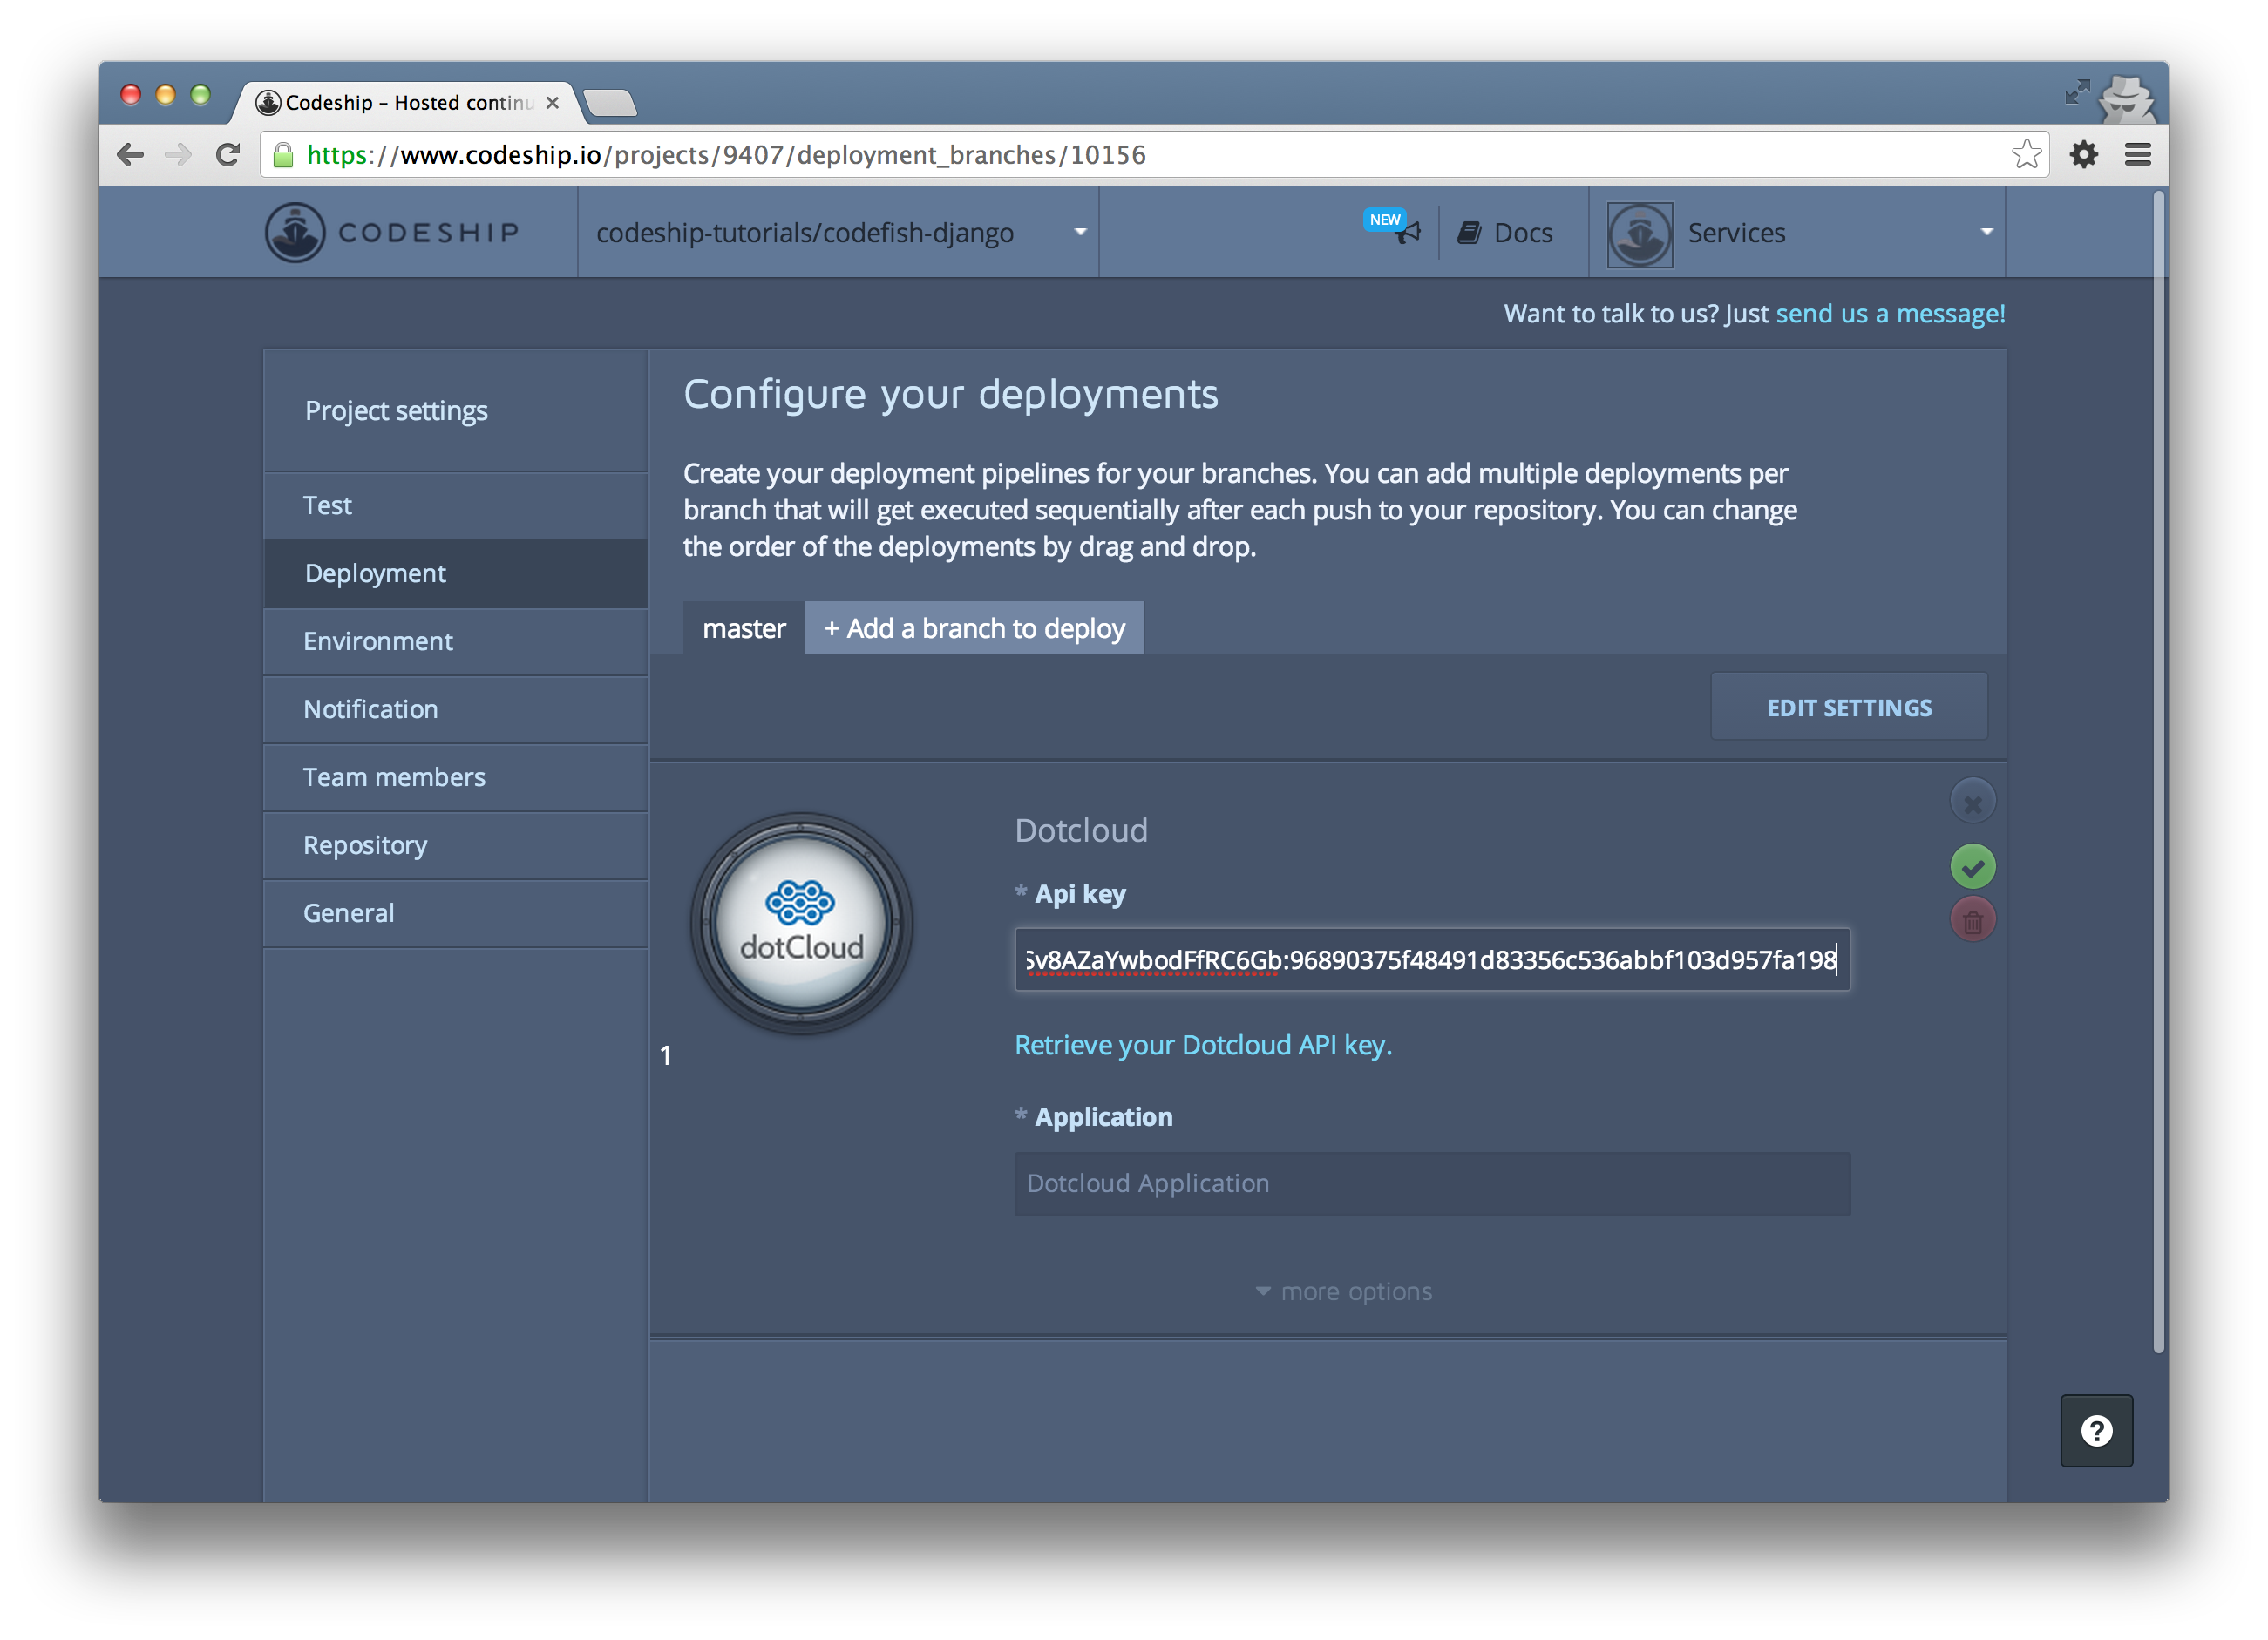 Codeship – Hosted continu
https://www.codeship.io/projects/9407/deployment_branches/10156
CODESHIP
codeship-tutorials/codefish-django
NEW
Docs
Services
Want to talk to us? Just send us a message!
Project settings
Test
Deployment
Environment
Notification
Team members
Repository
General
Configure your deployments
Create your deployment pipelines for your branches. You can add multiple deployments per
branch that will get executed sequentially after each push to your repository. You can change
the order of the deployments by drag and drop.
master
+ Add a branch to deploy
EDIT SETTINGS
1
dotCloud
Dotcloud
* Api key
Sv8AZaYwbodFfRC6Gb:96890375f48491d83356c536abbf103d957fa198
Retrieve your Dotcloud API key.
* Application
Dotcloud Application
more options
?